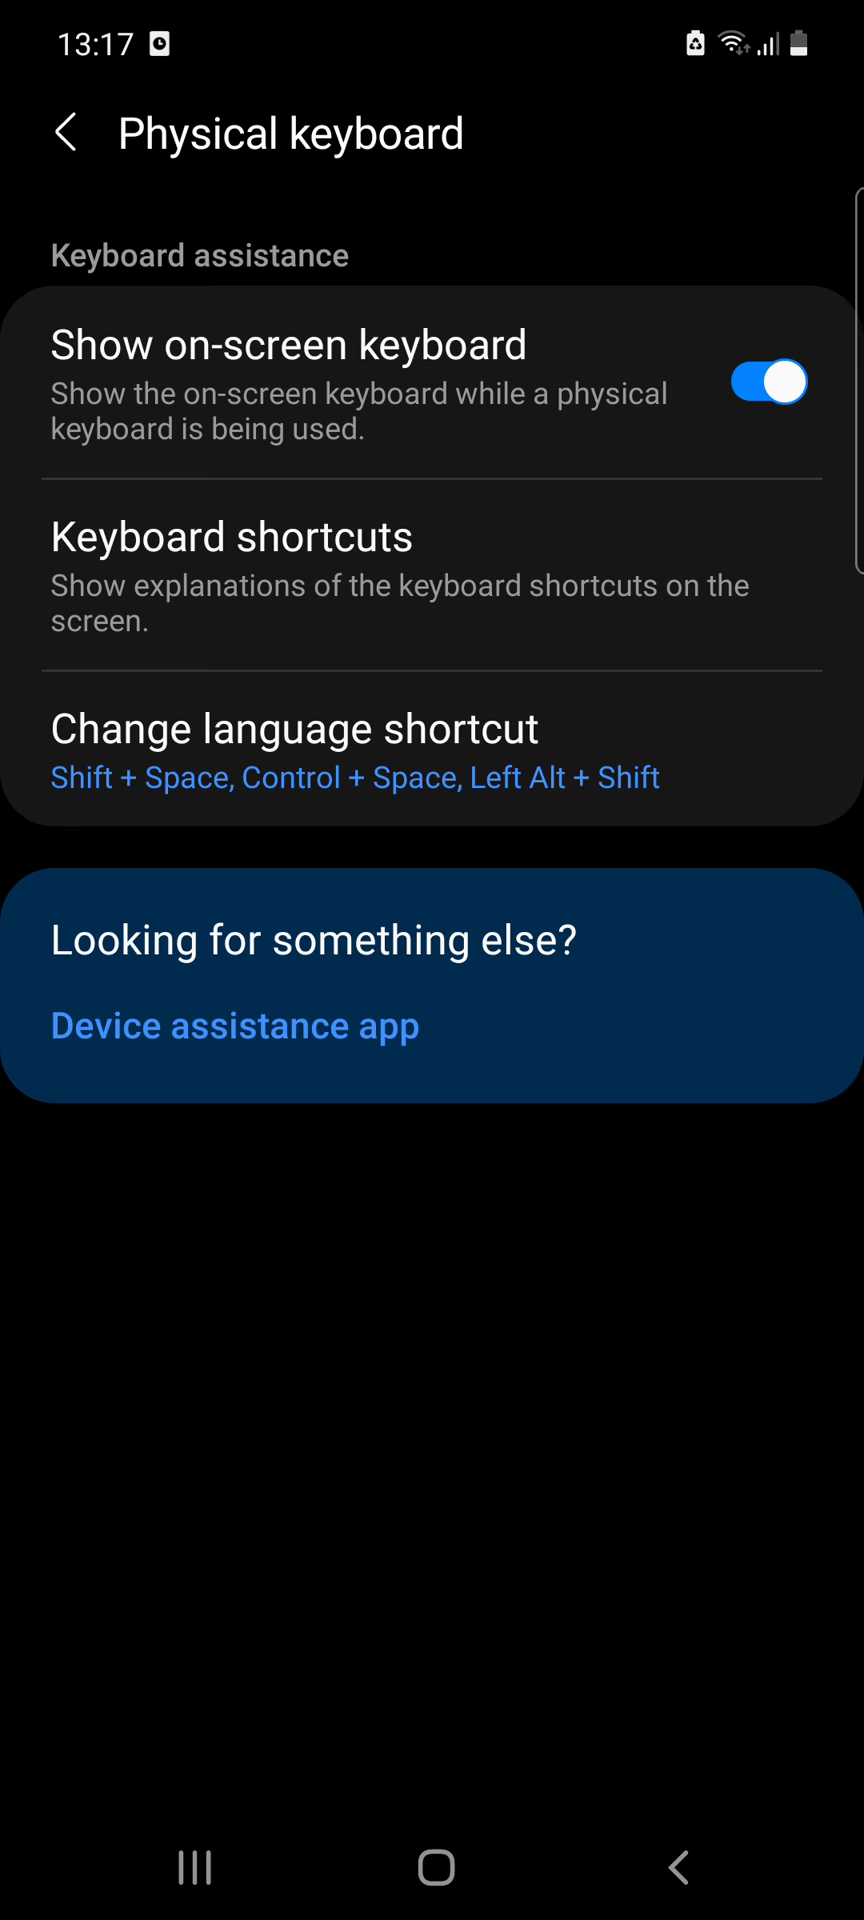 13:17
Physical keyboard
Keyboard assistance
Show on-screen keyboard
Show the on-screen keyboard while a physical
keyboard is being used.
Keyboard shortcuts
Show explanations of the keyboard shortcuts on the
screen.
Change language shortcut
Shift + Space, Control + Space, Left Alt + Shift
Looking for something else?
Device assistance app